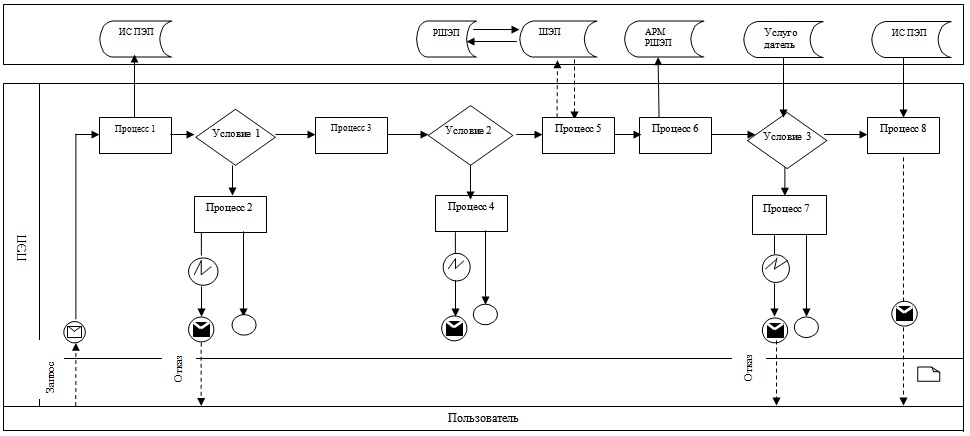 ИС ПЭП
РШЭП
ШЭП
АРМ
РШЭП
Услуго
датель
ИС ПЭП
Процесс 1
Условие 1
Процесс 3
Условие 2
Процесс 5
Процесс 6
Условие 3
Процесс 8
Процесс 2
Процесс 4
Процесс 7
ПЭП
Запрос
Отказ
Отказ
Пользователь